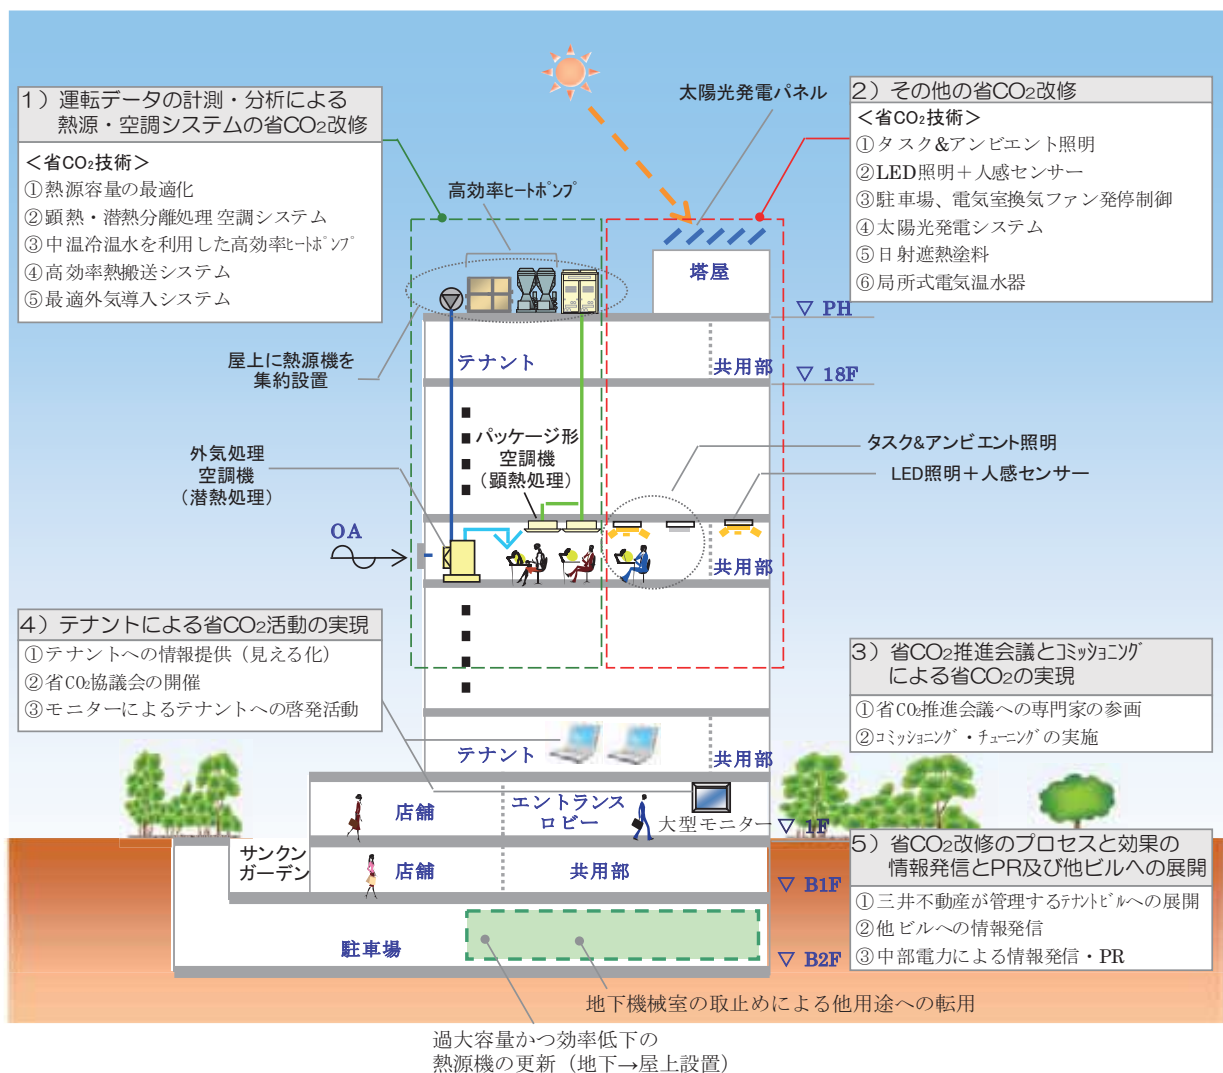 1）運転データの計測・分析による
熱源・空調システムの省CO₂改修
＜省CO₂技術＞
①熱源容量の最適化
②顕熱・潜熱分離処理空調システム
③中温冷温水を利用した高効率ﾋｰﾄﾎﾟﾝﾌﾟ
④高効率熱搬送システム
⑤最適外気導入システム
太陽光発電パネル
2）その他の省CO₂改修
＜省CO₂技術＞
①タスク&アンビエント照明
②LED照明＋人感センサー
③駐車場、電気室換気ファン発停制御
④太陽光発電システム
⑤日射遮熱塗料
⑥局所式電気温水器
高効率ﾋｰﾄﾎﾟﾝﾌﾟ
塔屋
▽ PH
屋上に熱源機を
集約設置
テナント
共用部
▽ 18F
外気処理
空調機
（潜熱処理）
パッケージ形
空調機
（顕熱処理）
タスク&アンビエント照明
LED照明＋人感センサー
OA
共用部
4）テナントによる省CO₂活動の実現
①テナントへの情報提供（見える化）
②省CO₂協議会の開催
③モニターによるテナントへの啓発活動
3）省CO₂推進会議とｺﾐｯｼｮﾆﾝｸﾞ
による省CO₂の実現
①省CO₂推進会議への専門家の参画
②ｺﾐｯｼｮﾆﾝｸﾞ・ﾁｭｰﾆﾝｸﾞの実施
テナント
共用部
店舗
エントランス
ロビー
大型モニター
▽ 1F
サンクン
ガーデン
店舗
共用部
▽ B1F
5）省CO₂改修のプロセスと効果の
情報発信とPR及び他ビルへの展開
①三井不動産が管理するﾃﾅﾝﾄﾋﾞﾙへの展開
②他ビルへの情報発信
③中部電力による情報発信・PR
駐車場
▽ B2F
地下機械室の取止めによる他用途への転用
過大容量かつ効率低下の
熱源機の更新（地下→屋上設置）